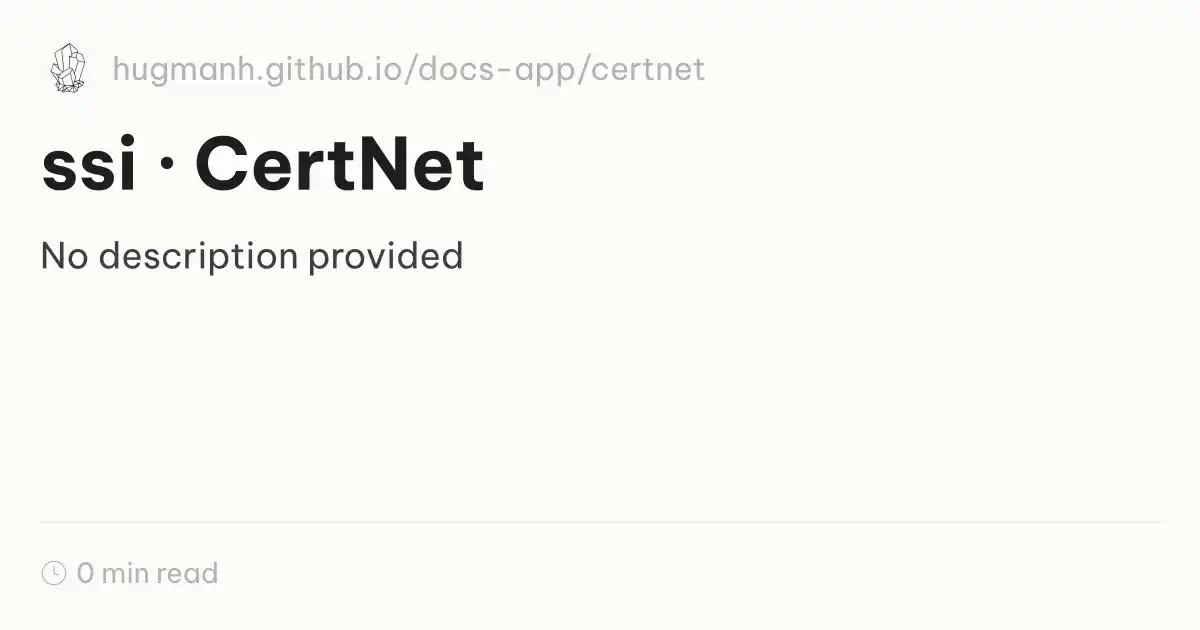 hugmanh.github.io/docs-app/certnet
ssi · CertNet
No description provided
0 min read